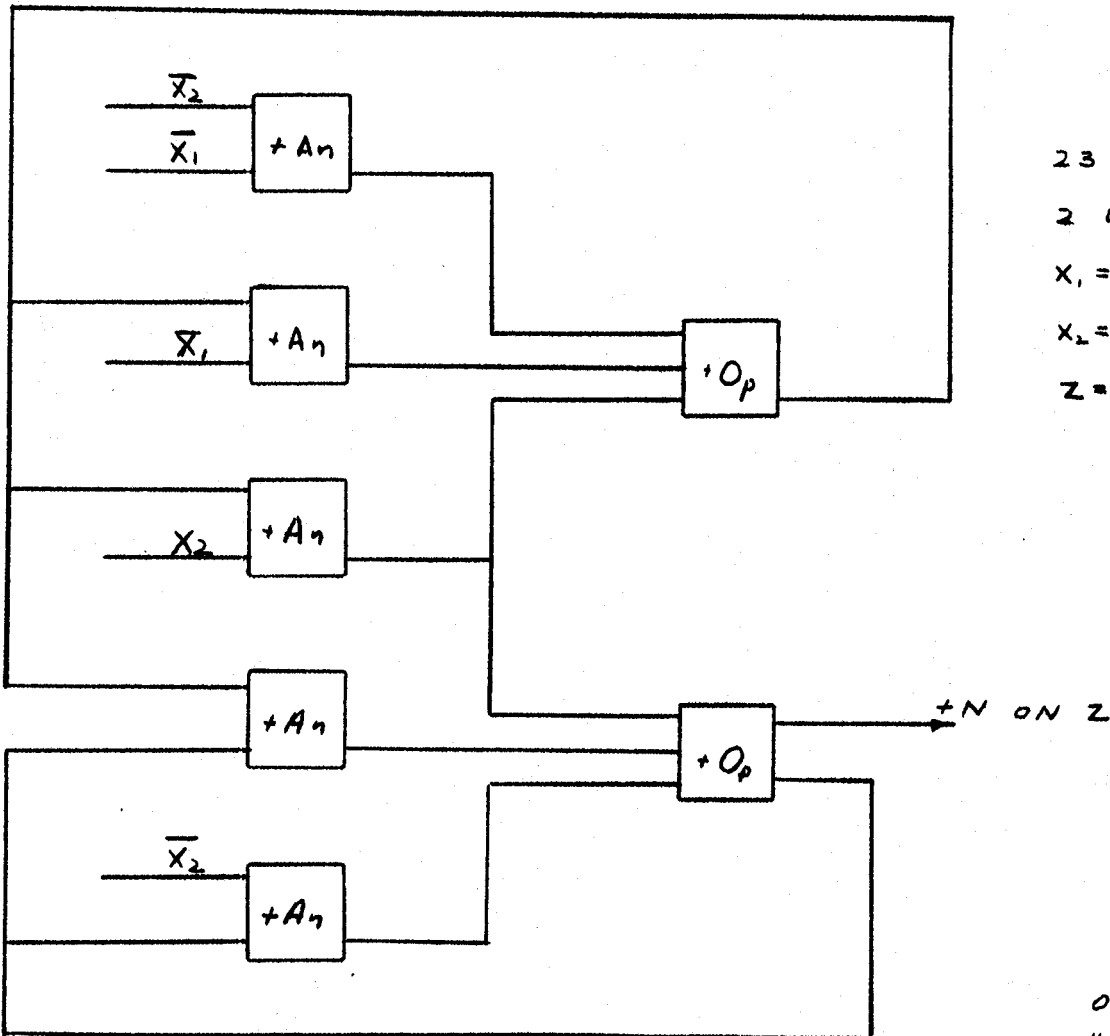 X̅₂
X̅₁
+ An
X̅₁
+ An
+ Op
X₂
+ An
+ An
+ Op
+N ON Z
X̅₂
+ An
23
2
X₁ =
X₂ =
Z =